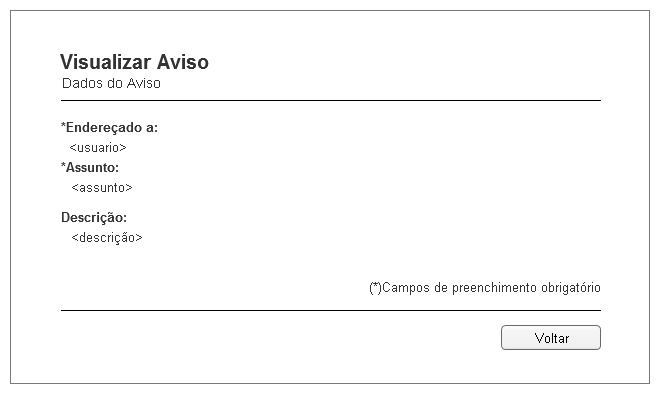 Visualizar Aviso
Dados do Aviso
*Endereçado a:
<usuario>
*Assunto:
<assunto>
Descrição:
<descrição>
(*)Campos de preenchimento obrigatório
Voltar